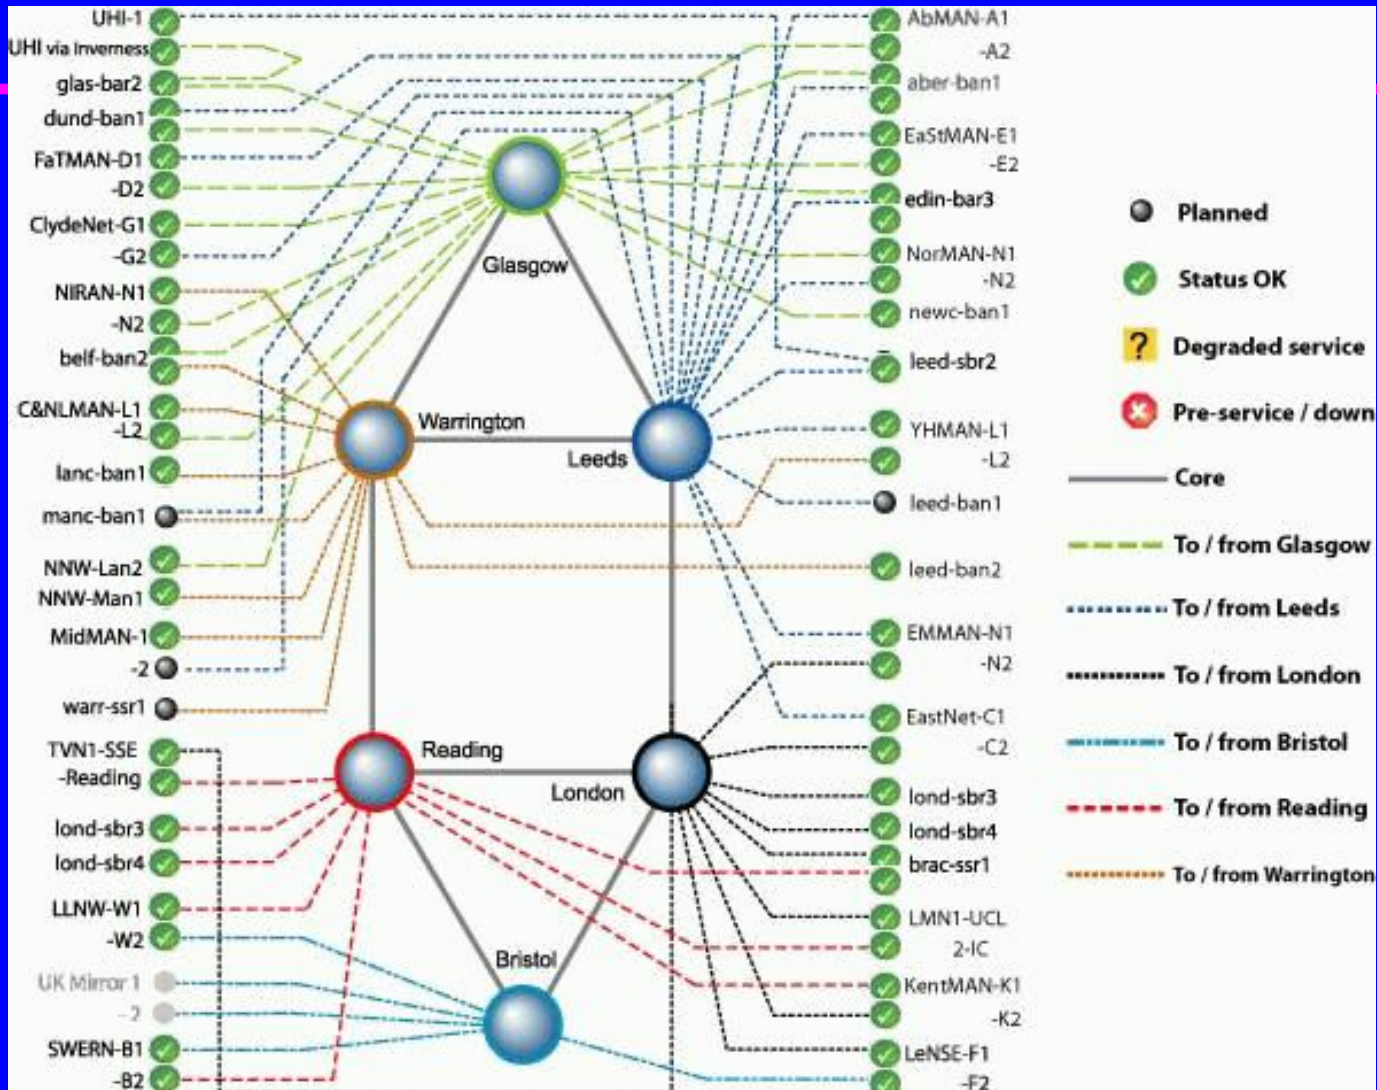 UHI-1
UHI via Inverness
glas-bar2
dund-ban1
FaTMAN-D1
-D2
ClydeNet-G1
-G2
NIRAN-N1
-N2
belf-ban2
C&NLMAN-L1
-L2
lanc-ban1
manc-ban1
NNW-Lan2
NNW-Man1
MidMAN-1
-2
warr-ssr1
TVN1-SSE
-Reading
lond-sbr3
lond-sbr4
LLNW-W1
-W2
UK Mirror 1
-2
SWERN-B1
-B2
Glasgow
Warrington
Leeds
Reading
London
Bristol
AbMAN-A1
-A2
aber-ban1
EaStMAN-E1
-E2
edin-bar3
NorMAN-N1
-N2
newc-ban1
leed-sbr2
YHMAN-L1
-L2
leed-ban1
leed-ban2
EMMAN-N1
-N2
EastNet-C1
-C2
lond-sbr3
lond-sbr4
brac-ssr1
LMN1-UCL
2-IC
KentMAN-K1
-K2
LeNSE-F1
-F2
Planned
Status OK
? Degraded service
Pre-service / down
Core
To / from Glasgow
To / from Leeds
To / from London
To / from Bristol
To / from Reading
To / from Warrington